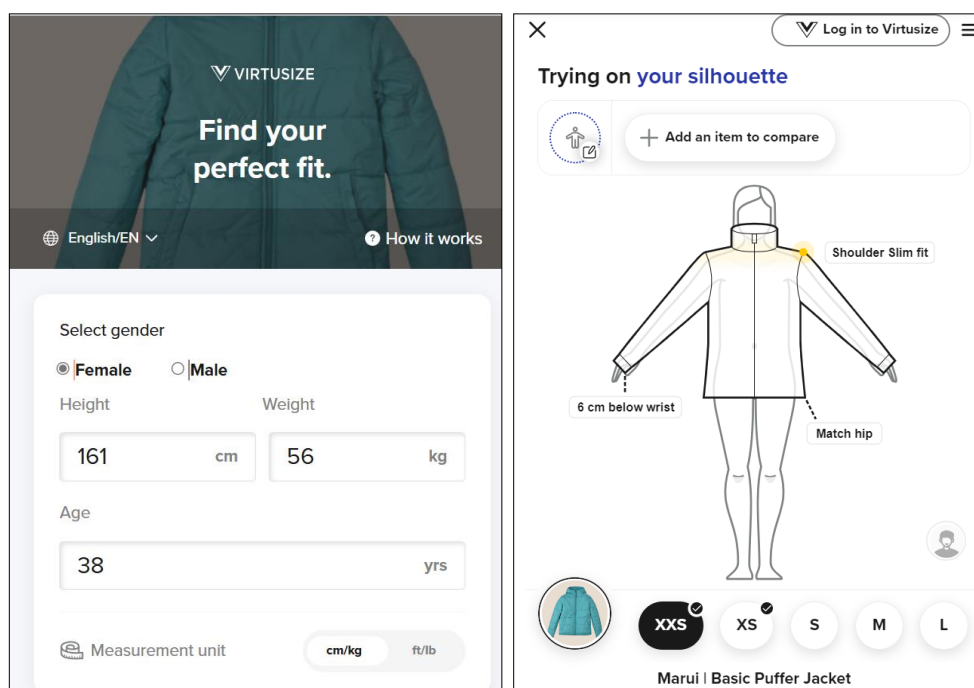 VIRTUSIZE
Find your
perfect fit.
English/EN
? How it works
Select gender
Female Male
Height Weight
161 cm 56 kg
Age
38 yrs
Measurement unit cm/kg ft/lb
Log in to Virtusize
Trying on your silhouette
Add an item to compare
Shoulder Slim fit
6 cm below wrist
Match hip
XXS XS S M L
Marui | Basic Puffer Jacket